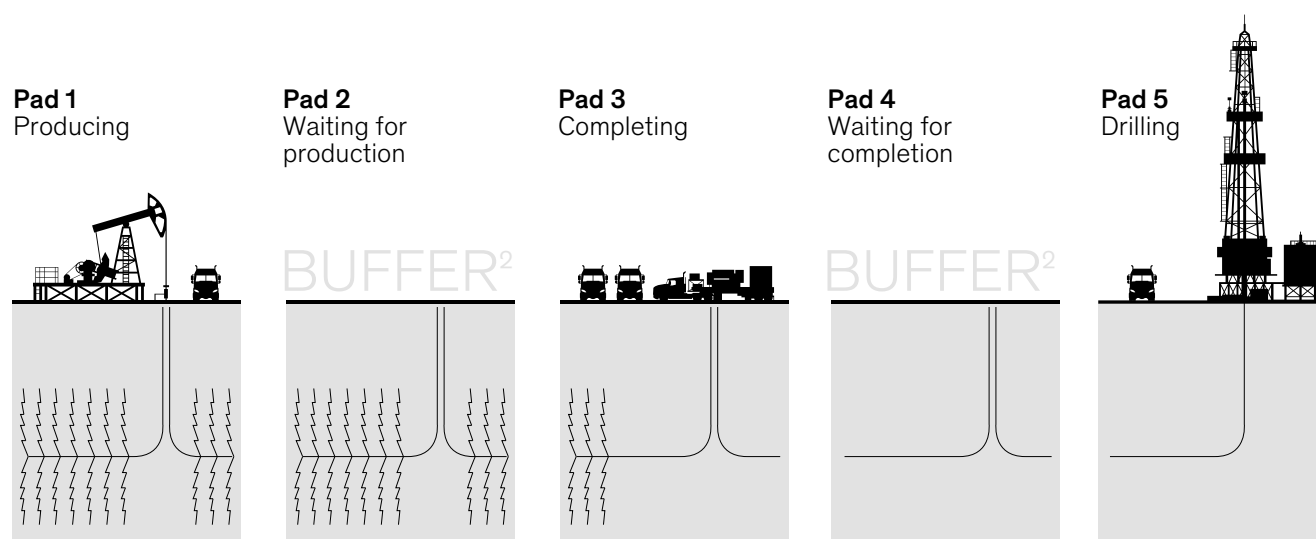 Pad 1
Producing
Pad 2
Waiting for
production
BUFFER²
Pad 3
Completing
Pad 4
Waiting for
completion
BUFFER²
Pad 5
Drilling